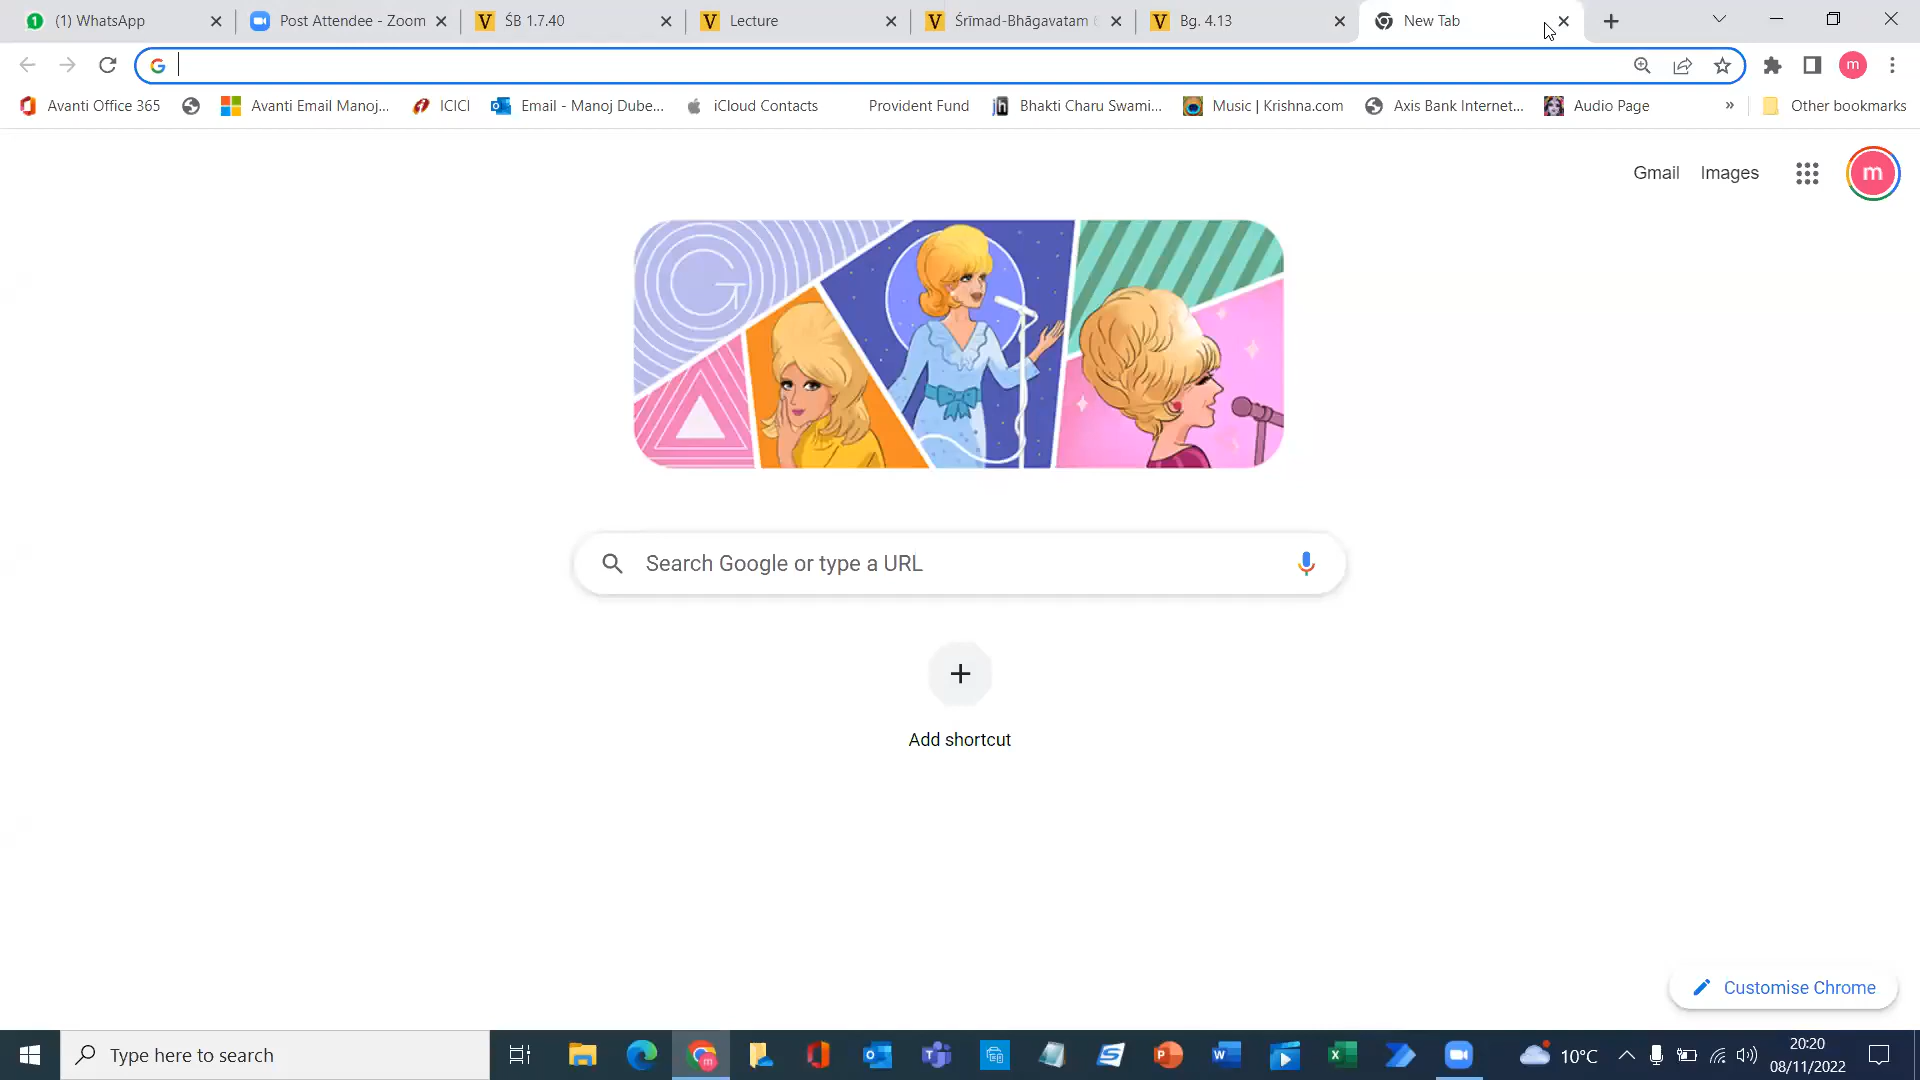 (1) WhatsApp
Post Attendee - Zoom
ŚB 1.7.40
Lecture
Śrīmad-Bhāgavatam
Bg. 4.13
New Tab
m
Avanti Office 365
Avanti Email Manoj...
ICICI
Email - Manoj Dube...
iCloud Contacts
Provident Fund
Bhakti Charu Swami...
Music | Krishna.com
Axis Bank Internet...
Audio Page
»
Other bookmarks
Gmail
Images
m
Search Google or type a URL
Add shortcut
Customise Chrome
Type here to search
10°C
20:20
08/11/2022